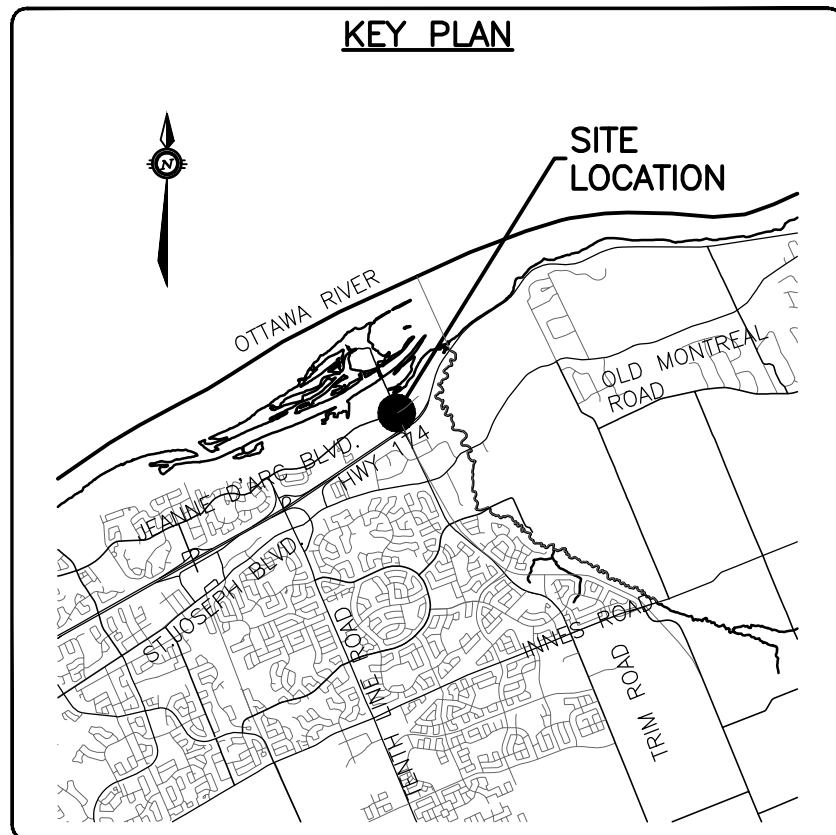 KEY PLAN
SITE
LOCATION
N
OTTAWA RIVER
OLD MONTREAL
ROAD
JEANNE D'ARC BLVD.
HWY 174
ST.JOSEPH BLVD.
TENTH LINE ROAD
INNES ROAD
TRIM ROAD